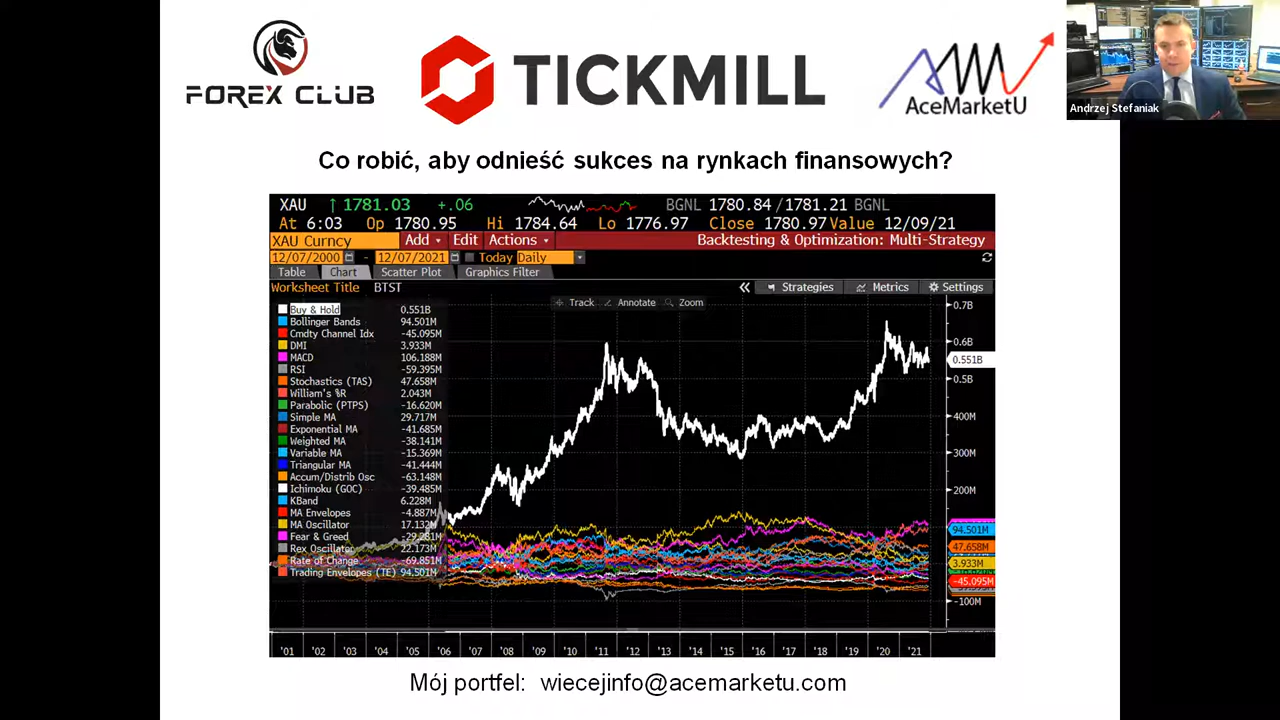 FOREX CLUB
TICKMILL
AceMarketU
Andrzej Stefaniak
Co robić, aby odnieść sukces na rynkach finansowych?
XAU ↑ 1781.03 +.06 BGNL 1780.84 / 1781.21 BGNL
At 6:03 Op 1780.95 Hi 1784.64 Lo 1776.97 Close 1780.97 Value 12/09/21
XAU Curncy Add Edit Actions Backtesting & Optimization: Multi-Strategy
12/07/2000 - 12/07/2021 Today Daily
Table Chart Scatter Plot Graphics Filter
Worksheet Title BTST « Strategies Metrics Settings
Track Annotate Zoom
Buy & Hold 0.551B
Bollinger Bands 94.501M
Cmdty Channel Idx -45.095M
DMI 3.933M
MACD 106.188M
RSI -59.395M
Stochastics (TAS) 47.658M
William's %R 2.043M
Parabolic (PTPS) -16.620M
Simple MA 29.717M
Exponential MA -41.685M
Weighted MA -38.141M
Variable MA -15.369M
Triangular MA -41.444M
Accum/Distrib Osc -63.148M
Ichimoku (GOC) -39.485M
KBand 6.228M
MA Envelopes -4.887M
MA Oscillator 17.132M
Fear & Greed -29.281M
Rex Oscillator 22.173M
Rate of Change -69.851M
Trading Envelopes (TE) 94.501M
0.7B
0.6B
0.551B
0.5B
400M
300M
200M
94.501M
47.658M
3.933M
-45.095M
-100M
'01 '02 '03 '04 '05 '06 '07 '08 '09 '10 '11 '12 '13 '14 '15 '16 '17 '18 '19 '20 '21
Mój portfel: wiecejinfo@acemarketu.com